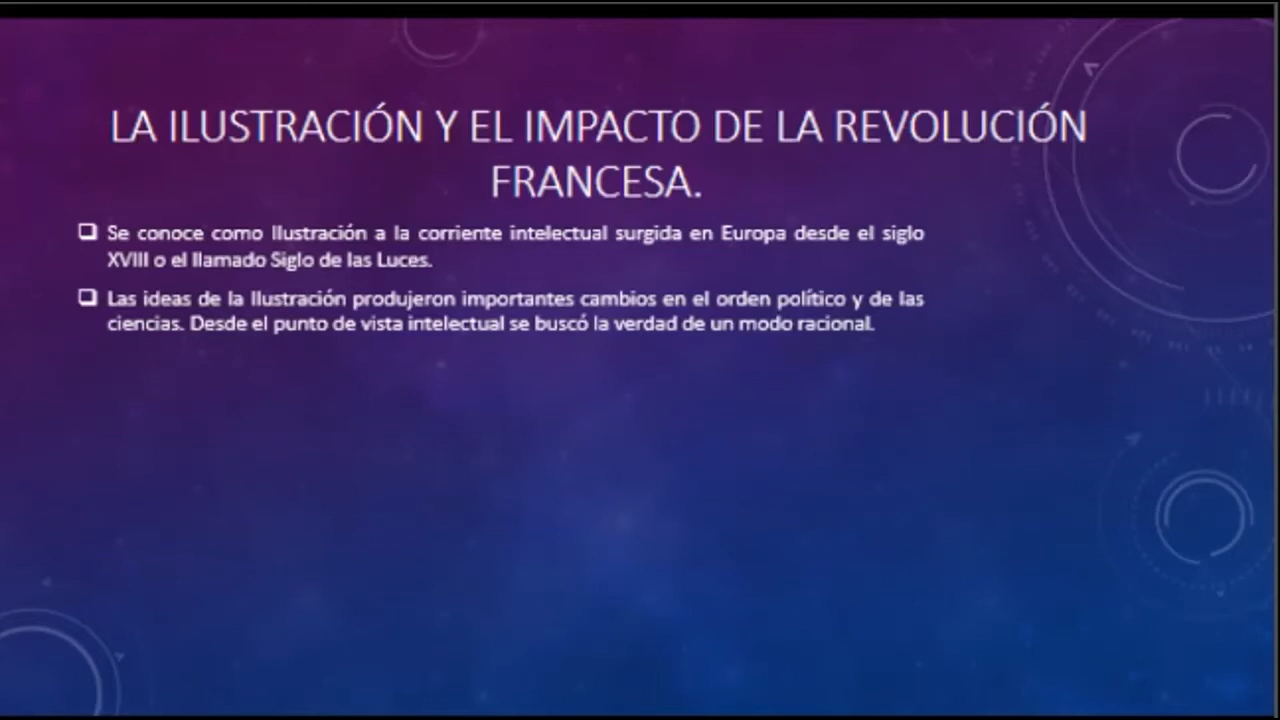 LA ILUSTRACIÓN Y EL IMPACTO DE LA REVOLUCIÓN
FRANCESA.
Se conoce como Ilustración a la corriente intelectual surgida en Europa desde el siglo
XVIII o el llamado Siglo de las Luces.
Las ideas de la Ilustración produjeron importantes cambios en el orden político y de las
ciencias. Desde el punto de vista intelectual se buscó la verdad de un modo racional.